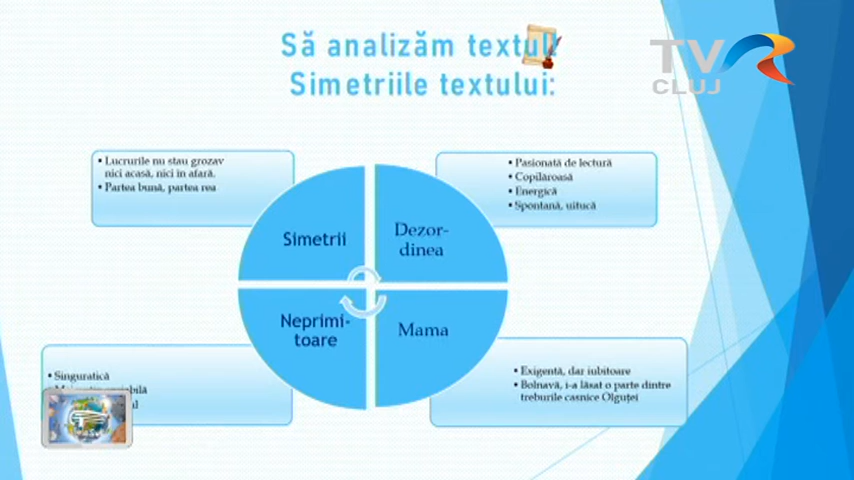 Să analizăm textul!
Simetriile textului:
TVR
CLUJ
• Lucrurile nu stau grozav
nici acasă, nici în afară.
• Partea bună, partea rea
• Pasionată de lectură
• Copilăroasă
• Energică
• Spontană, uitucă
Simetrii
Dezor-
dinea
Neprimi-
toare
Mama
• Singuratică
• Exigentă, dar iubitoare
• Bolnavă, i-a lăsat o parte dintre
treburile casnice Olguței